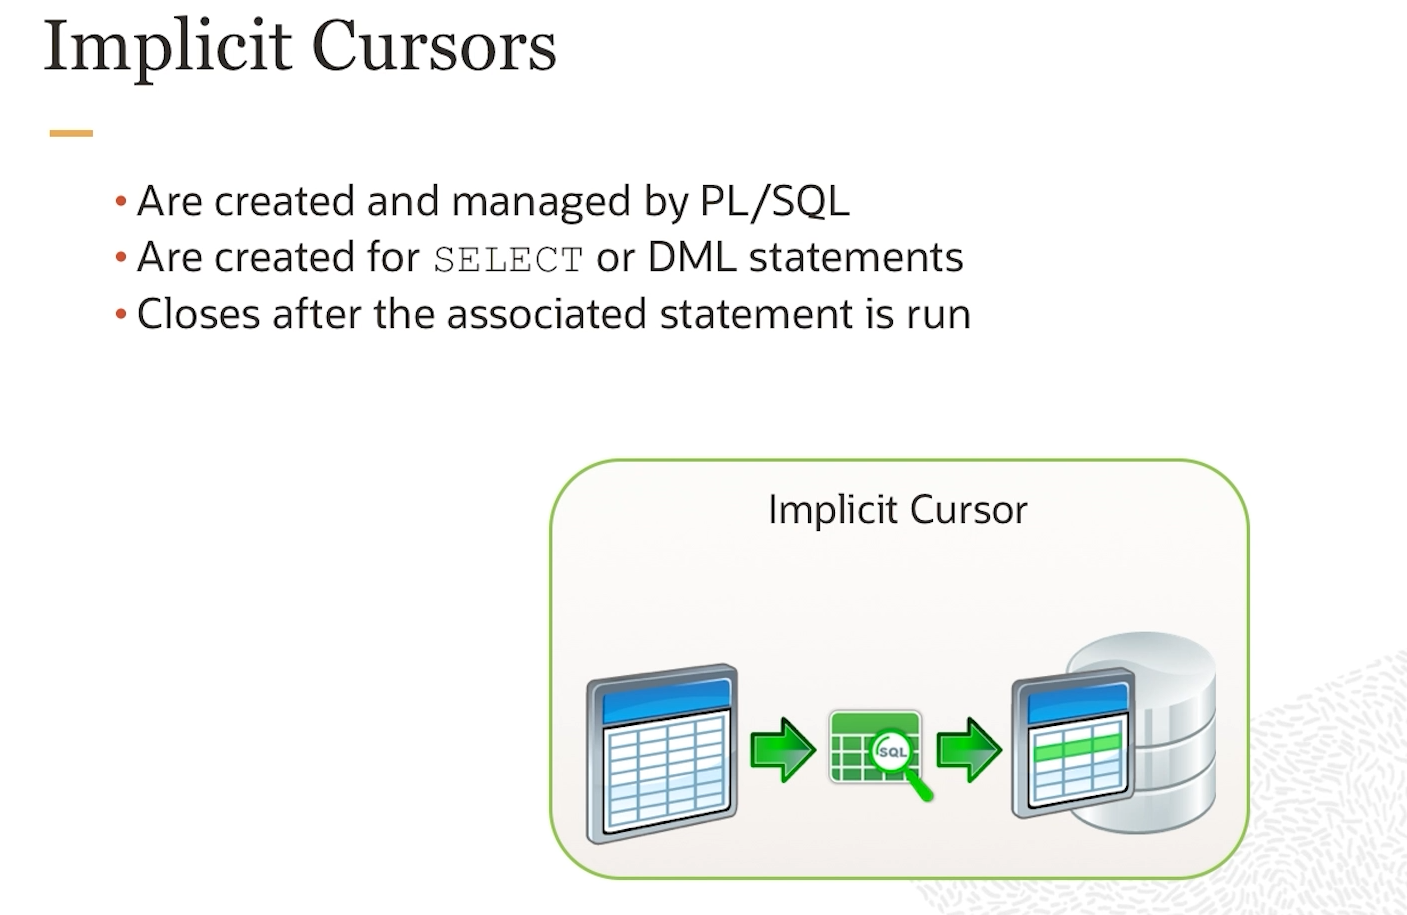 Implicit Cursors
• Are created and managed by PL/SQL
• Are created for SELECT or DML statements
• Closes after the associated statement is run
Implicit Cursor
SQL